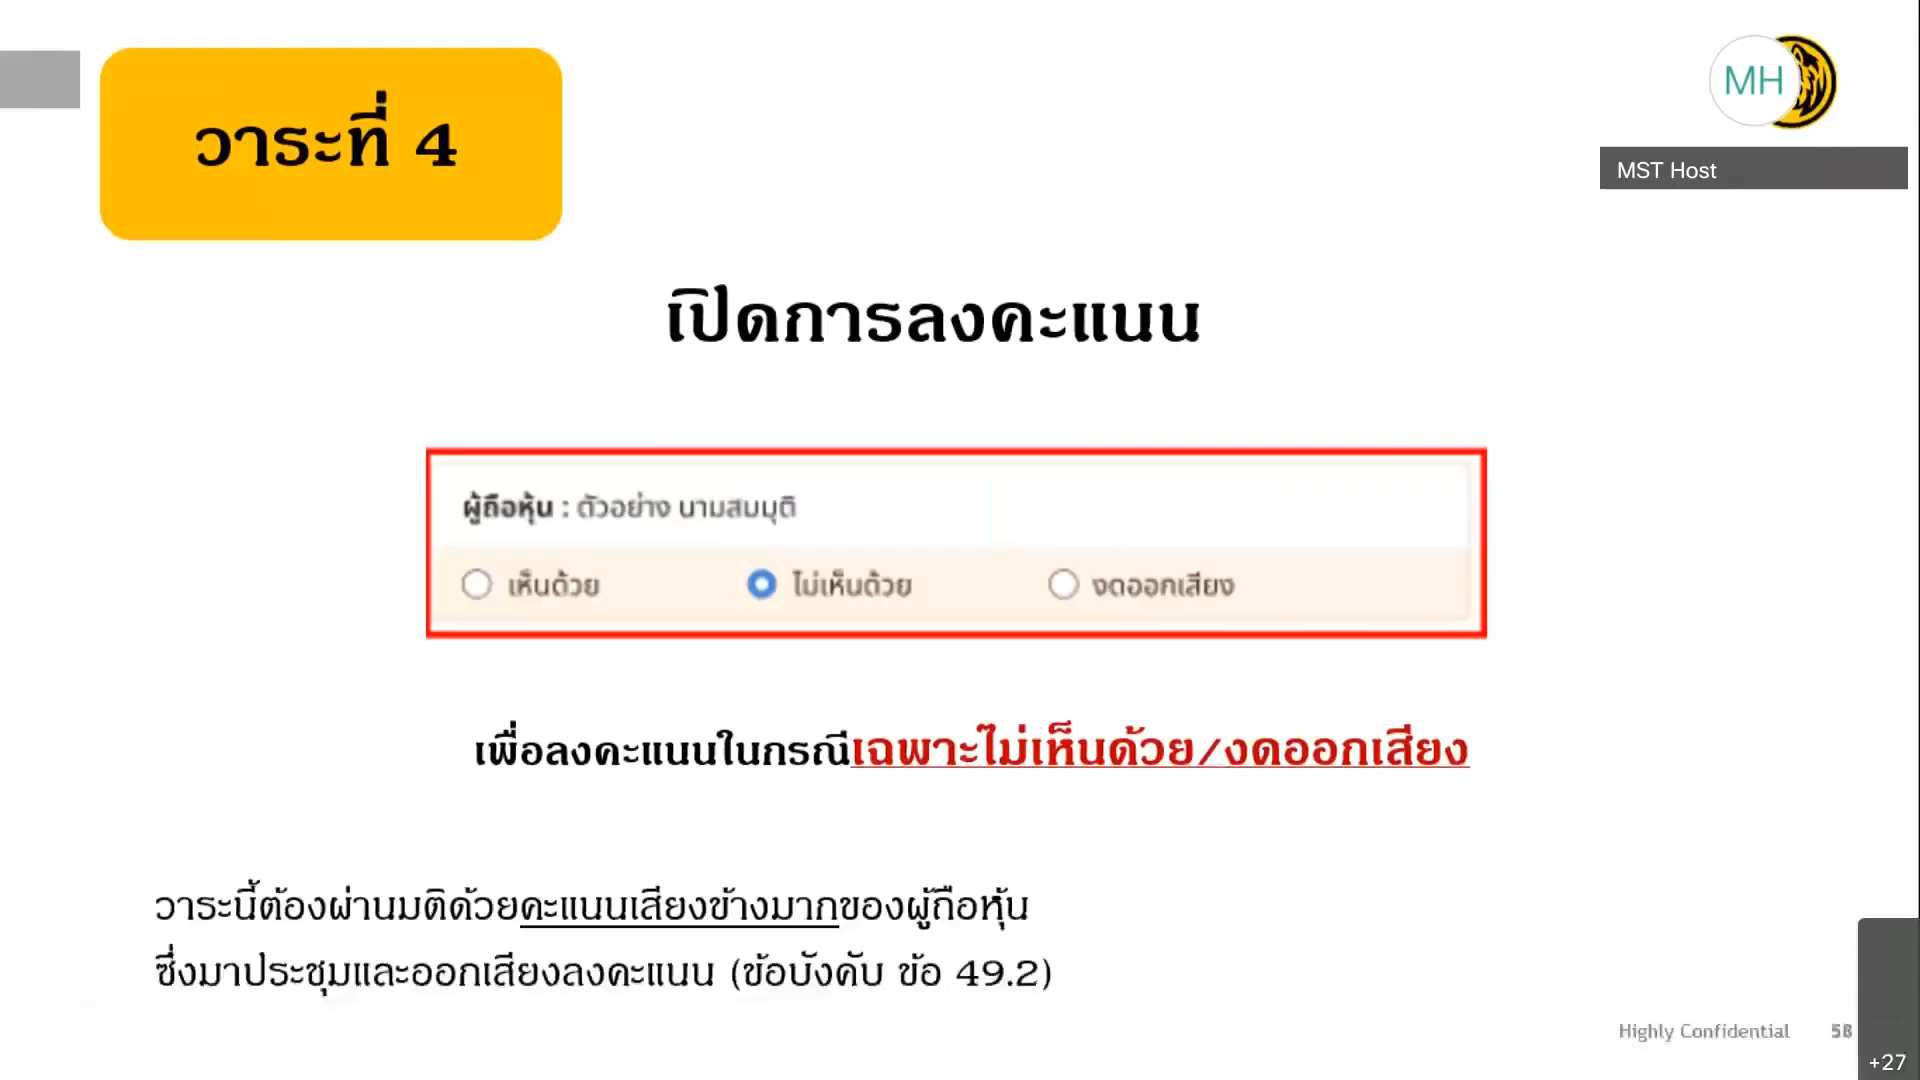 วาระที่ 4
MH
MST Host
เปิดการลงคะแนน
ผู้ถือหุ้น : ตัวอย่าง นามสมมุติ
เห็นด้วย ไม่เห็นด้วย งดออกเสียง
เพื่อลงคะแนนในกรณีเฉพาะไม่เห็นด้วย/งดออกเสียง
วาระนี้ต้องผ่านมติด้วยคะแนนเสียงข้างมากของผู้ถือหุ้น
ซึ่งมาประชุมและออกเสียงลงคะแนน (ข้อบังคับ ข้อ 49.2)
Highly Confidential
+27